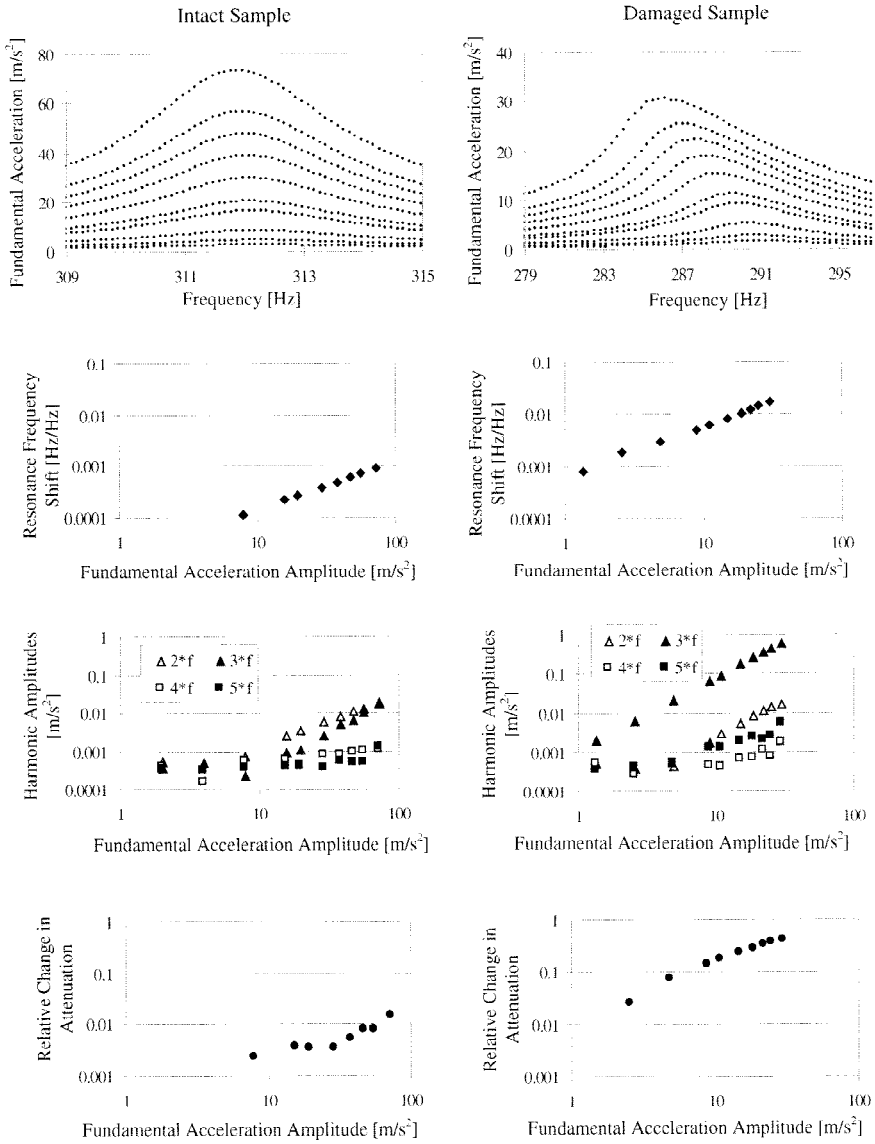 Intact Sample
Fundamental Acceleration [m/s²]
80
60
40
20
0
309
311
313
315
Frequency [Hz]
Damaged Sample
Fundamental Acceleration [m/s²]
40
30
20
10
0
279
283
287
291
295
Frequency [Hz]
Resonance Frequency
Shift [Hz/Hz]
0.1
0.01
0.001
0.0001
1
10
100
Fundamental Acceleration Amplitude [m/s²]
Resonance Frequency
Shift [Hz/Hz]
0.1
0.01
0.001
0.0001
1
10
100
Fundamental Acceleration Amplitude [m/s²]
Harmonic Amplitudes
[m/s²]
1
0.1
0.01
0.001
0.0001
2*f 3*f
4*f 5*f
1
10
100
Fundamental Acceleration Amplitude [m/s²]
Harmonic Amplitudes
[m/s²]
1
0.1
0.01
0.001
0.0001
2*f 3*f
4*f 5*f
1
10
100
Fundamental Acceleration Amplitude [m/s²]
Relative Change in
Attenuation
1
0.1
0.01
0.001
1
10
100
Fundamental Acceleration Amplitude [m/s²]
Relative Change in
Attenuation
1
0.1
0.01
0.001
1
10
100
Fundamental Acceleration Amplitude [m/s²]